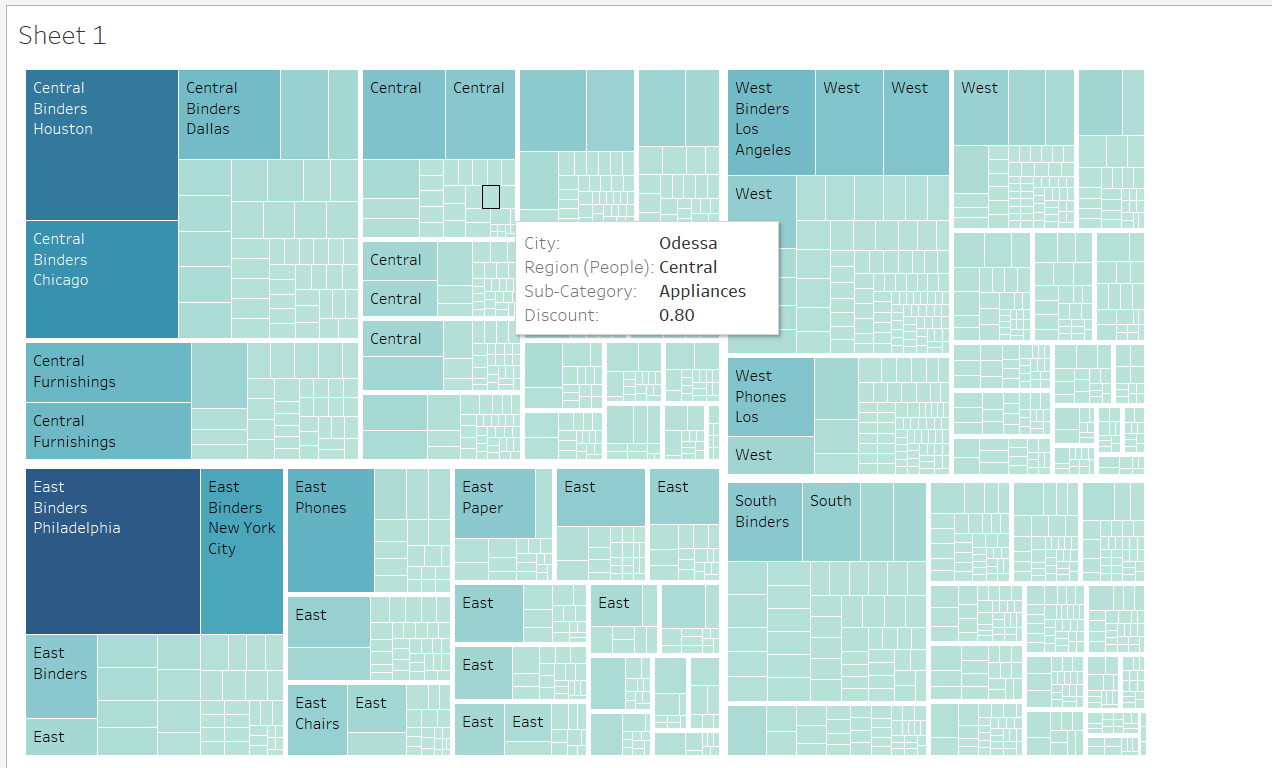 Sheet 1
Central
Binders
Houston
Central
Binders
Dallas
Central
Central
Central
Binders
Chicago
Central
Central
Central
Central
Furnishings
Central
Furnishings
City: Odessa
Region (People): Central
Sub-Category: Appliances
Discount: 0.80
West
Binders
Los
Angeles
West
West
West
West
West
Phones
Los
West
East
Binders
Philadelphia
East
Binders
New York
City
East
Phones
East
Paper
East
East
East
Binders
East
East
East
Chairs
East
East
East
East
East
East
South
Binders
South